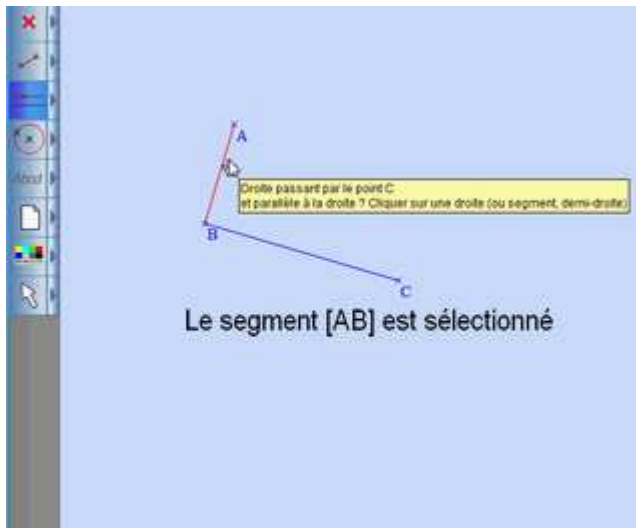 A
About
Droite passant par le point C
et parallèle à la droite ? Cliquer sur une droite (ou segment, demi-droite)
B
C
Le segment [AB] est sélectionné